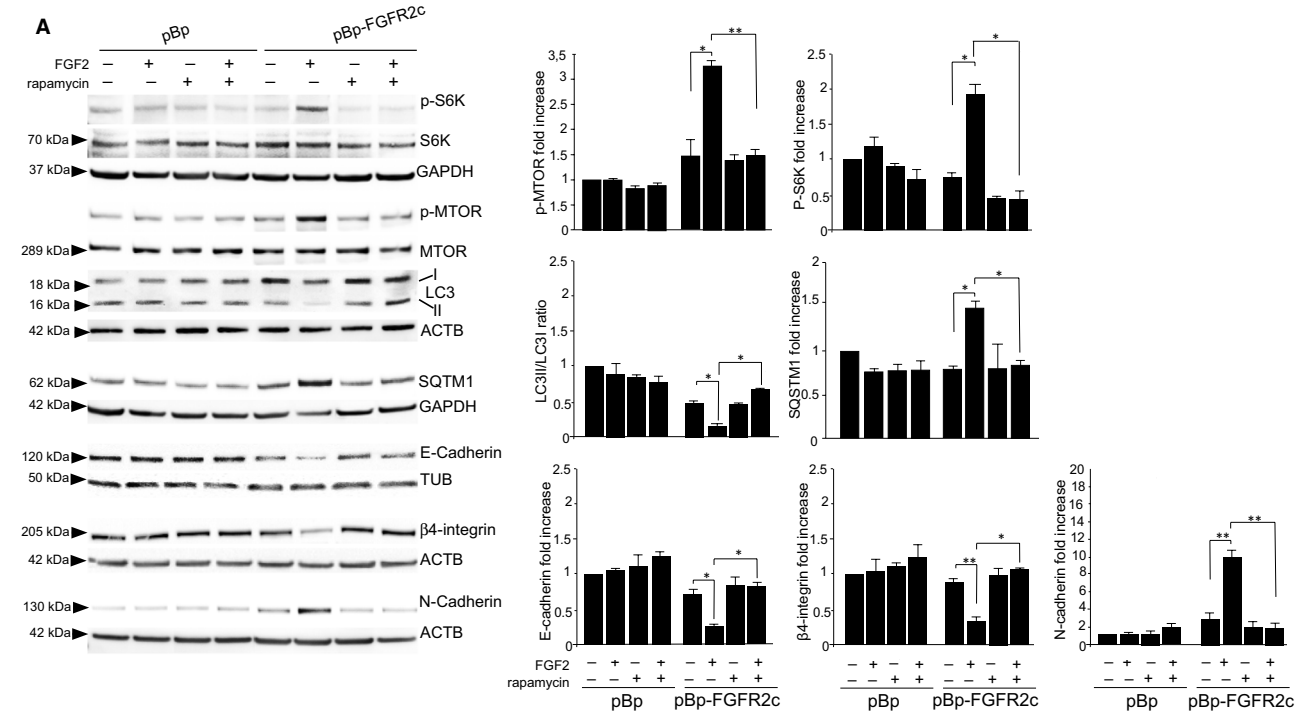 A
pBp
pBp-FGFR2c
FGF2 – + – + – + – +
rapamycin – – + + – – + +
p-S6K
70 kDa S6K
37 kDa GAPDH
p-MTOR
289 kDa MTOR
18 kDa I
LC3
16 kDa II
42 kDa ACTB
62 kDa SQTM1
42 kDa GAPDH
120 kDa E-Cadherin
50 kDa TUB
205 kDa β4-integrin
42 kDa ACTB
130 kDa N-Cadherin
42 kDa ACTB
p-MTOR fold increase
3,5
3
2.5
2
1.5
1
1.5
0
* **
P-S6K fold increase
2.5
2
1.5
1
0.5
0
* *
LC3II/LC3I ratio
2.5
2
1.5
1
0.5
0
* *
SQSTM1 fold increase
2
1.5
1
0.5
0
* *
E-cadherin fold increase
2.5
2
1.5
1
0.5
0
* *
FGF2 – + – + – + – +
rapamycin – – + + – – + +
pBp pBp-FGFR2c
β4-integrin fold increase
2.5
2
1.5
1
0.5
0
** *
– + – + – + – +
– – + + – – + +
pBp pBp-FGFR2c
N-cadherin fold increase
20
18
16
14
12
10
8
6
4
2
0
** **
– + – + – + – +
– – + + – – + +
pBp pBp-FGFR2c